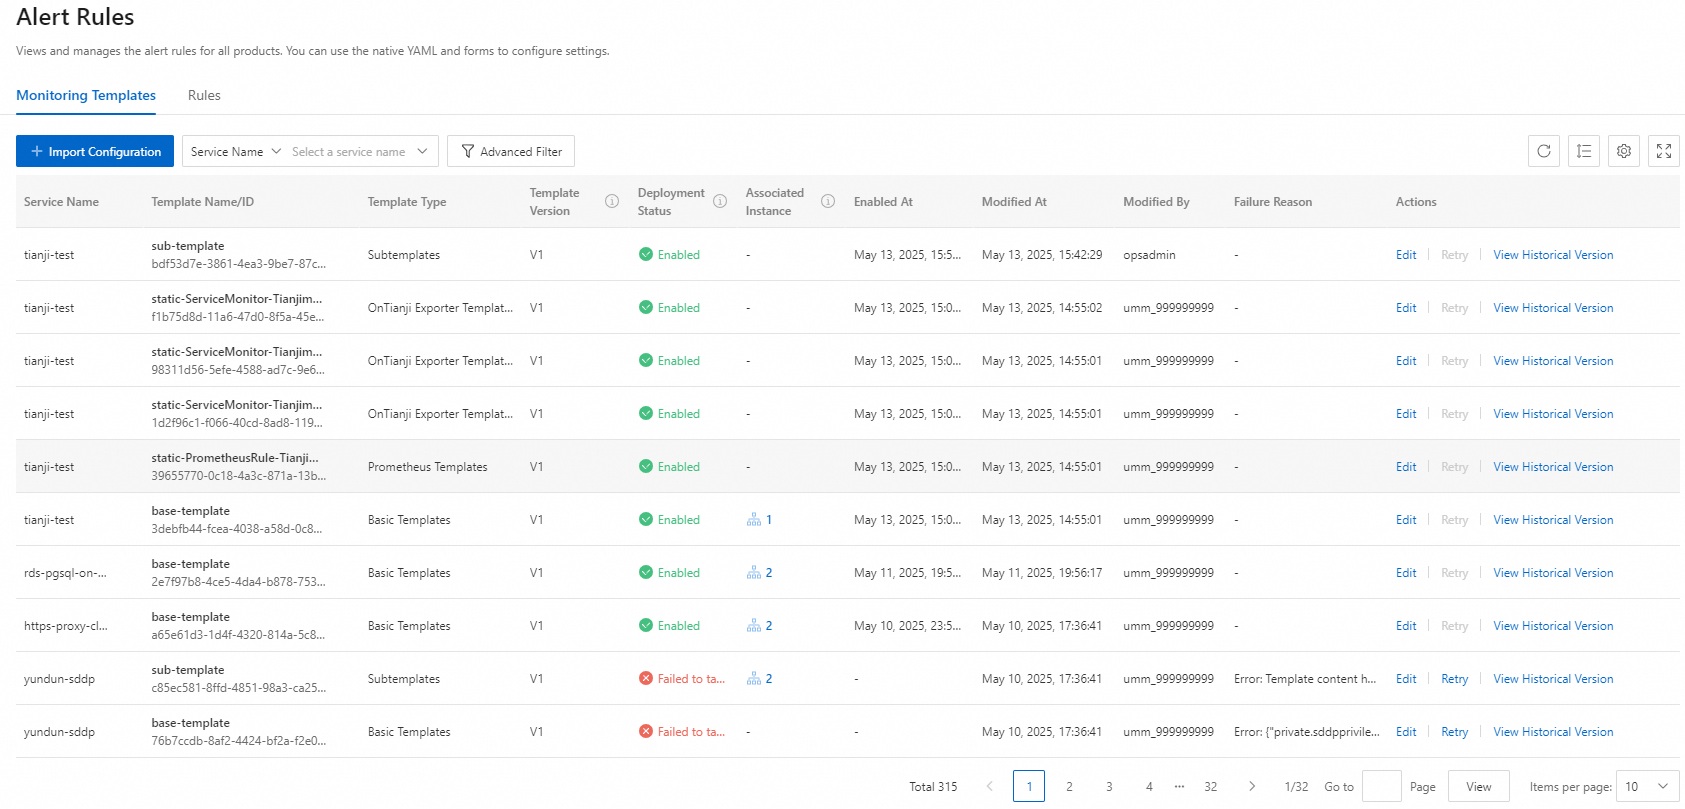 Alert Rules
Views and manages the alert rules for all products. You can use the native YAML and forms to configure settings.
Monitoring Templates Rules
+ Import Configuration Service Name Select a service name Advanced Filter
Service Name Template Name/ID Template Type Template Version Deployment Status Associated Instance Enabled At Modified At Modified By Failure Reason Actions
sub-template
tianji-test Subtemplates V1 Enabled - May 13, 2025, 15:5... May 13, 2025, 15:42:29 opsadmin - Edit Retry View Historical Version
bdf53d7e-3861-4ea3-9be7-87c...
static-ServiceMonitor-Tianjim...
tianji-test OnTianji Exporter Templat... V1 Enabled - May 13, 2025, 15:0... May 13, 2025, 14:55:02 umm_999999999 - Edit Retry View Historical Version
f1b75d8d-11a6-47d0-8f5a-45e...
static-ServiceMonitor-Tianjim...
tianji-test OnTianji Exporter Templat... V1 Enabled - May 13, 2025, 15:0... May 13, 2025, 14:55:01 umm_999999999 - Edit Retry View Historical Version
98311d56-5efe-4588-ad7c-9e6...
static-ServiceMonitor-Tianjim...
tianji-test OnTianji Exporter Templat... V1 Enabled - May 13, 2025, 15:0... May 13, 2025, 14:55:01 umm_999999999 - Edit Retry View Historical Version
1d2f96c1-f066-40cd-8ad8-119...
static-PrometheusRule-Tianji...
tianji-test Prometheus Templates V1 Enabled - May 13, 2025, 15:0... May 13, 2025, 14:55:01 umm_999999999 - Edit Retry View Historical Version
39655770-0c18-4a3c-871a-13b...
base-template
tianji-test Basic Templates V1 Enabled 1 May 13, 2025, 15:0... May 13, 2025, 14:55:01 umm_999999999 - Edit Retry View Historical Version
3debfb44-fcea-4038-a58d-0c8...
base-template
rds-pgsql-on-... Basic Templates V1 Enabled 2 May 11, 2025, 19:5... May 11, 2025, 19:56:17 umm_999999999 - Edit Retry View Historical Version
2e7f97b8-4ce5-4da4-b878-753...
base-template
https-proxy-cl... Basic Templates V1 Enabled 2 May 10, 2025, 23:5... May 10, 2025, 17:36:41 umm_999999999 - Edit Retry View Historical Version
a65e61d3-1d4f-4320-814a-5c8...
sub-template
yundun-sddp Subtemplates V1 Failed to ta... 2 - May 10, 2025, 17:36:41 umm_999999999 Error: Template content h... Edit Retry View Historical Version
c85ec581-8ffd-4851-98a3-ca25...
base-template
yundun-sddp Basic Templates V1 Failed to ta... - - May 10, 2025, 17:36:41 umm_999999999 Error: {"private.sddpprivile... Edit Retry View Historical Version
76b7ccdb-8af2-4424-bf2a-f2e0...
Total 315 1 2 3 4 ... 32 1/32 Go to Page View Items per page: 10